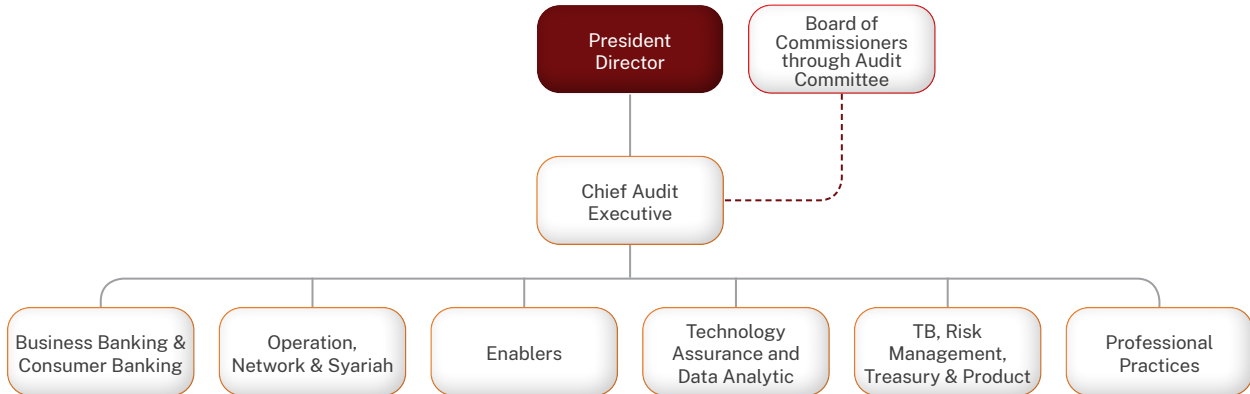 President
Director
Board of
Commissioners
through Audit
Committee
Chief Audit
Executive
Business Banking &
Consumer Banking
Operation,
Network & Syariah
Enablers
Technology
Assurance and
Data Analytic
TB, Risk
Management,
Treasury & Product
Professional
Practices